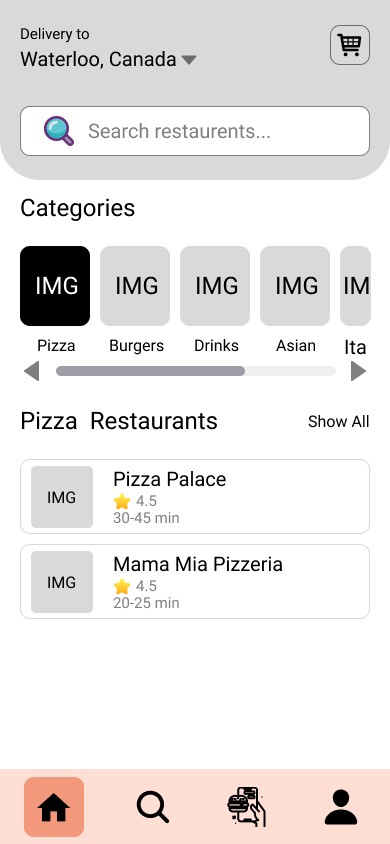 Delivery to
Waterloo, Canada
Search restaurents...
Categories
IMG IMG IMG IMG IM
Pizza Burgers Drinks Asian Ita
Pizza Restaurants Show All
IMG
Pizza Palace
4.5
30-45 min
IMG
Mama Mia Pizzeria
4.5
20-25 min